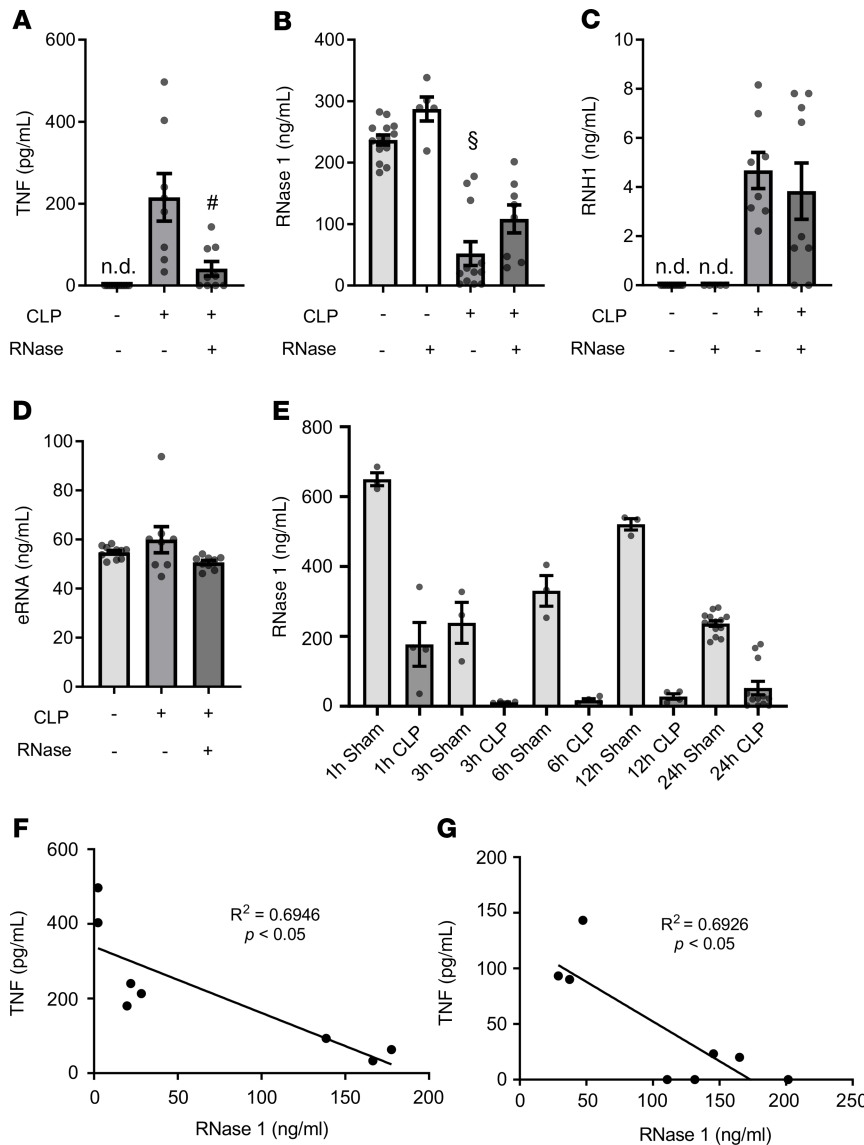 A
TNF (pg/mL)
600
400
200
0
n.d.
#
CLP - + +
RNase - - +
B
RNase 1 (ng/mL)
400
300
200
100
0
§
CLP - - + +
RNase - + - +
C
RNH1 (ng/mL)
10
8
6
4
2
0
n.d. n.d.
CLP - - + +
RNase - + - +
D
eRNA (ng/mL)
100
80
60
40
20
0
CLP - + +
RNase - - +
E
RNase 1 (ng/mL)
800
600
400
200
0
1h Sham
1h CLP
3h Sham
3h CLP
6h Sham
6h CLP
12h Sham
12h CLP
24h Sham
24h CLP
F
TNF (pg/mL)
600
400
200
0
R² = 0.6946
p < 0.05
0 50 100 150 200
RNase 1 (ng/ml)
G
TNF (pg/mL)
200
150
100
50
0
R² = 0.6926
p < 0.05
0 50 100 150 200 250
RNase 1 (ng/ml)